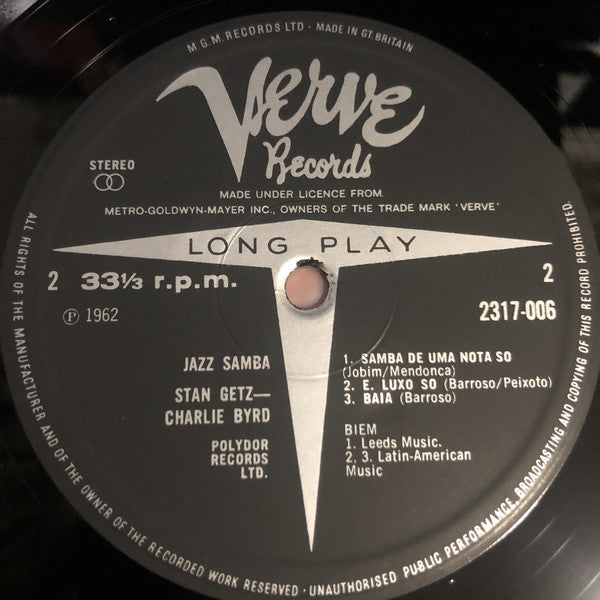 M.G.M. RECORDS LTD · MADE IN GT. BRITAIN
Verve
Records
STEREO
MADE UNDER LICENCE FROM
METRO-GOLDWYN-MAYER INC., OWNERS OF THE TRADE MARK 'VERVE'
LONG PLAY
2 33⅓ r.p.m.
2
℗ 1962
2317-006
JAZZ SAMBA
STAN GETZ—
CHARLIE BYRD
POLYDOR
RECORDS
LTD.
1. SAMBA DE UMA NOTA SO
(Jobim/Mendonca)
2. E. LUXO SO (Barroso/Peixoto)
3. BAIA (Barroso)
BIEM
1. Leeds Music.
2. 3. Latin-American
Music
ALL RIGHTS OF THE MANUFACTURER AND OF THE OWNER OF THE RECORDED WORK RESERVED · UNAUTHORISED PUBLIC PERFORMANCE, BROADCASTING AND COPYING OF THIS RECORD PROHIBITED.